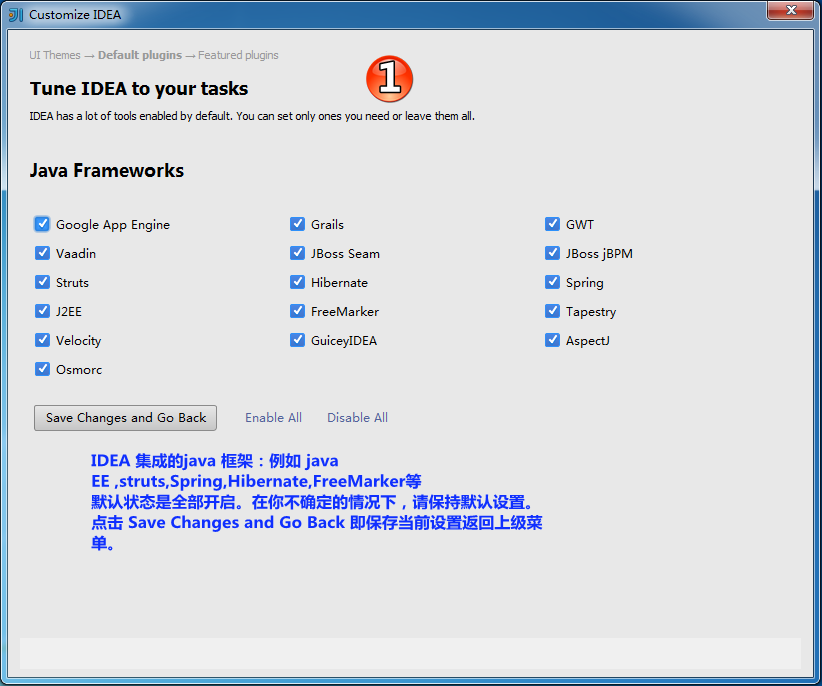 Customize IDEA
UI Themes → Default plugins → Featured plugins
Tune IDEA to your tasks
1
IDEA has a lot of tools enabled by default. You can set only ones you need or leave them all.
Java Frameworks
Google App Engine Grails GWT
Vaadin JBoss Seam JBoss jBPM
Struts Hibernate Spring
J2EE FreeMarker Tapestry
Velocity GuiceyIDEA AspectJ
Osmorc
Save Changes and Go Back Enable All Disable All
IDEA 集成的java 框架：例如 java
EE ,struts,Spring,Hibernate,FreeMarker等
默认状态是全部开启。在你不确定的情况下，请保持默认设置。
点击 Save Changes and Go Back 即保存当前设置返回上级菜
单。